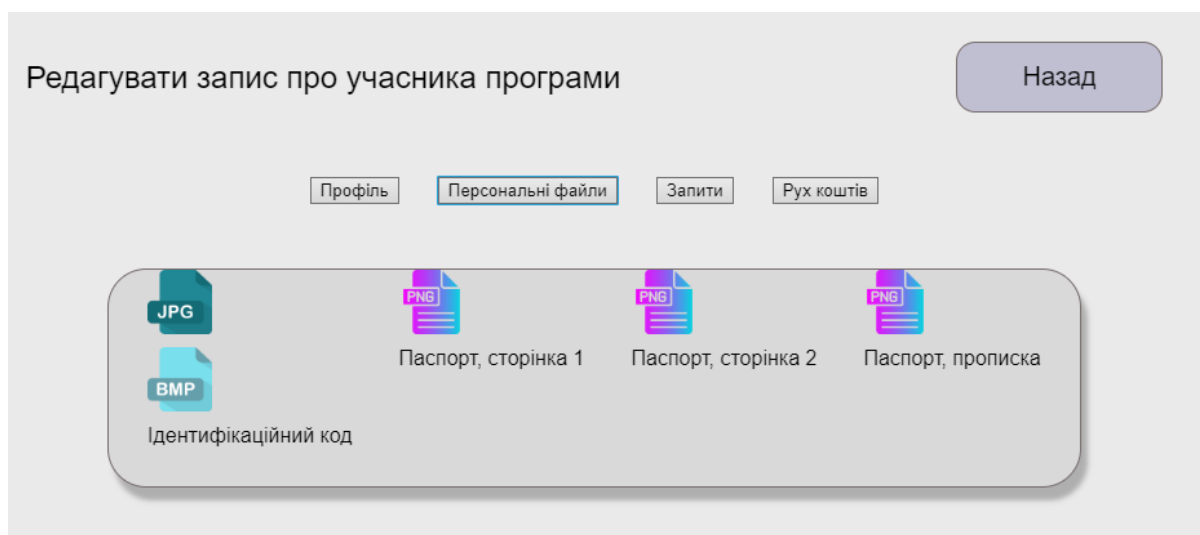 Редагувати запис про учасника програми
Назад
Профіль Персональні файли Запити Рух коштів
JPG PNG PNG PNG
Паспорт, сторінка 1 Паспорт, сторінка 2 Паспорт, прописка
BMP
Ідентифікаційний код